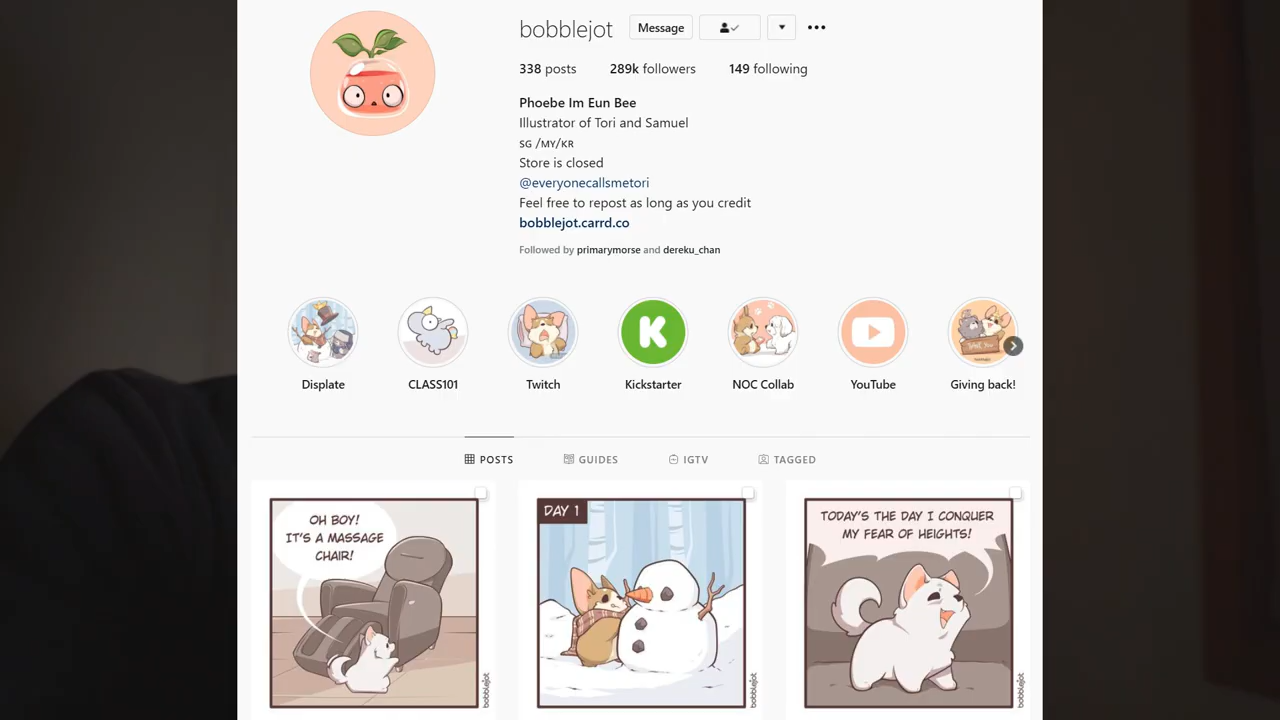 bobblejot Message
338 posts 289k followers 149 following
Phoebe Im Eun Bee
Illustrator of Tori and Samuel
SG /MY/KR
Store is closed
@everyonecallsmetori
Feel free to repost as long as you credit
bobblejot.carrd.co
Followed by primarymorse and dereku_chan
K
Displate CLASS101 Twitch Kickstarter NOC Collab YouTube Giving back!
POSTS GUIDES IGTV TAGGED
OH BOY!
IT'S A MASSAGE
CHAIR!
bobblejot
DAY 1
bobblejot
TODAY'S THE DAY I CONQUER
MY FEAR OF HEIGHTS!
bobblejot